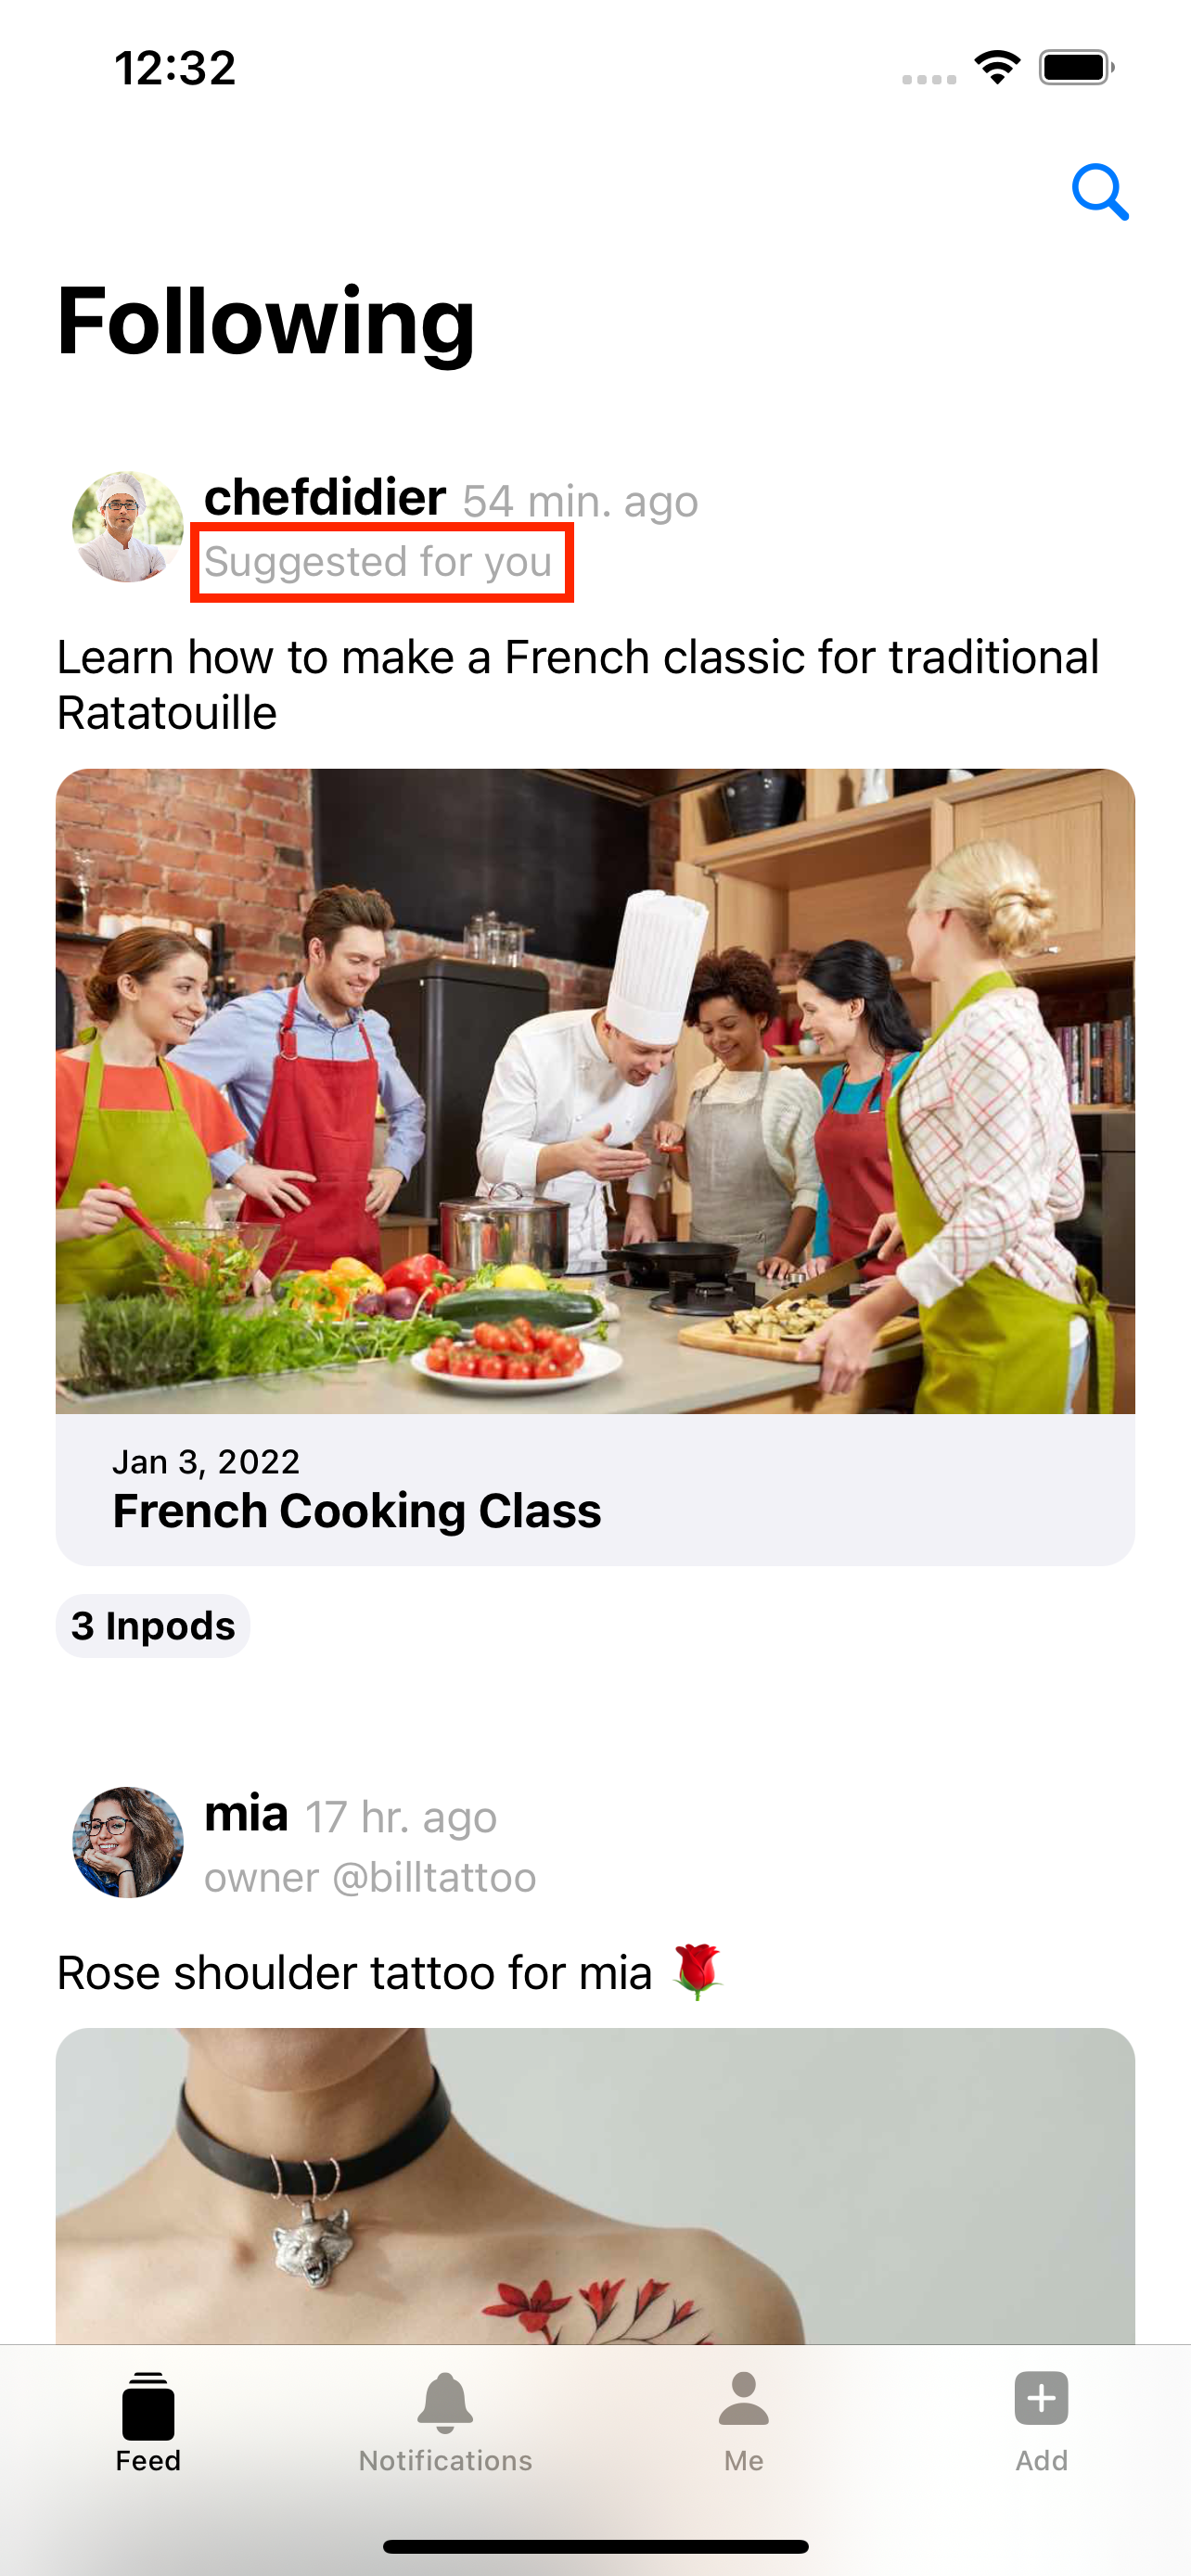 12:32
Following
chefdidier 54 min. ago
Suggested for you
Learn how to make a French classic for traditional
Ratatouille
Jan 3, 2022
French Cooking Class
3 Inpods
mia 17 hr. ago
owner @billtattoo
Rose shoulder tattoo for mia 🌹
Feed Notifications Me Add